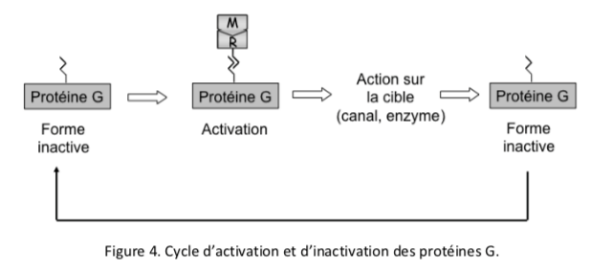 M
R
Protéine G
Protéine G
Protéine G
Forme
inactive
Activation
Action sur
la cible
(canal, enzyme)
Forme
inactive
Figure 4. Cycle d'activation et d'inactivation des protéines G.